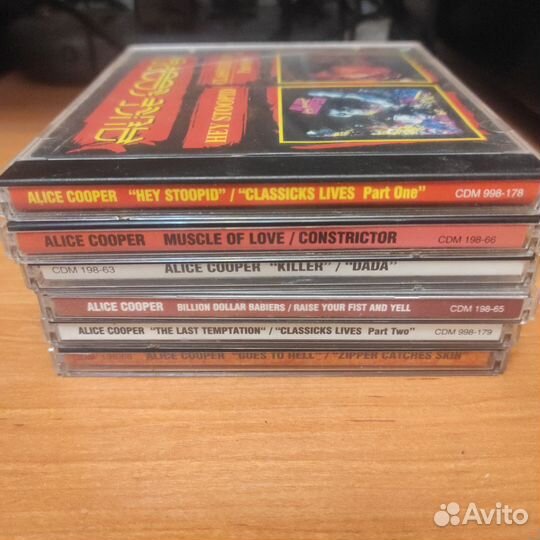 ALICE COOPER
HEY STOOPID
ALICE COOPER "HEY STOOPID" / "CLASSICKS LIVES Part One" CDM 998-178
ALICE COOPER MUSCLE OF LOVE / CONSTRICTOR CDM 198-66
CDM 198-63 ALICE COOPER "KILLER" / "DADA"
ALICE COOPER BILLION DOLLAR BABIERS / RAISE YOUR FIST AND YELL CDM 198-65
ALICE COOPER "THE LAST TEMPTATION" / "CLASSICKS LIVES Part Two" CDM 998-179
ALICE COOPER "GOES TO HELL" / "ZIPPER CATCHES SKIN"
Avito